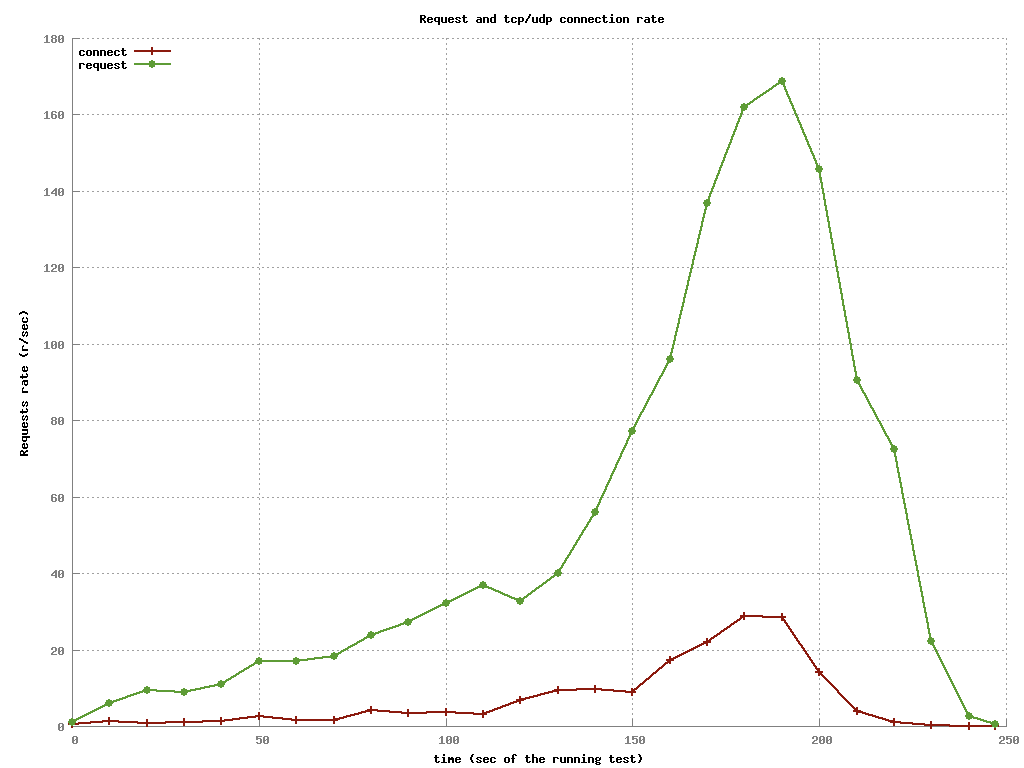 Request and tcp/udp connection rate
180
connect
request
160
140
120
100
80
60
40
20
0
Requests rate (r/sec)
0 50 100 150 200 250
time (sec of the running test)